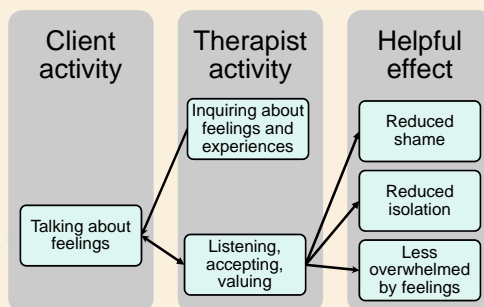 Client
activity
Therapist
activity
Helpful
effect
Inquiring about
feelings and
experiences
Reduced
shame
Reduced
isolation
Talking about
feelings
Listening,
accepting,
valuing
Less
overwhelmed
by feelings